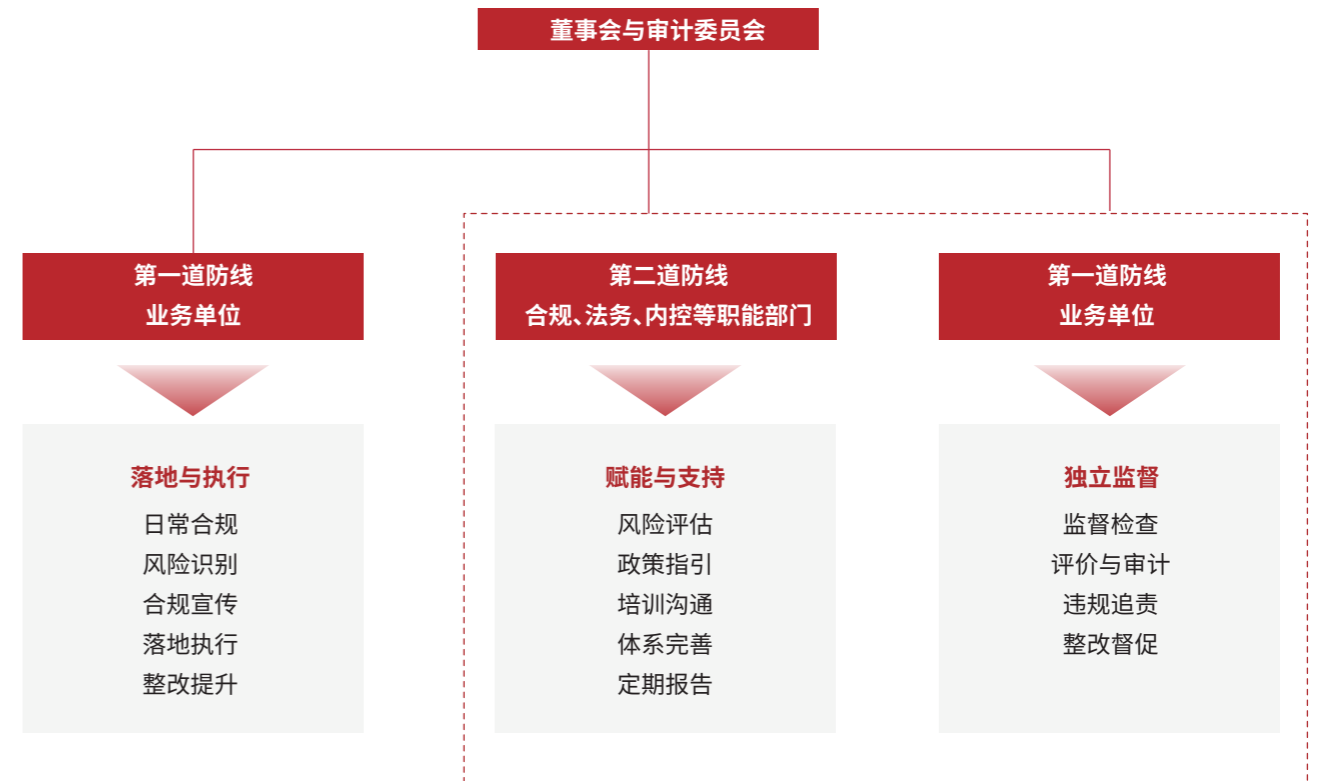 董事会与审计委员会
第一道防线
业务单位
落地与执行
日常合规
风险识别
合规宣传
落地执行
整改提升
第二道防线
合规、法务、内控等职能部门
赋能与支持
风险评估
政策指引
培训沟通
体系完善
定期报告
第一道防线
业务单位
独立监督
监督检查
评价与审计
违规追责
整改督促